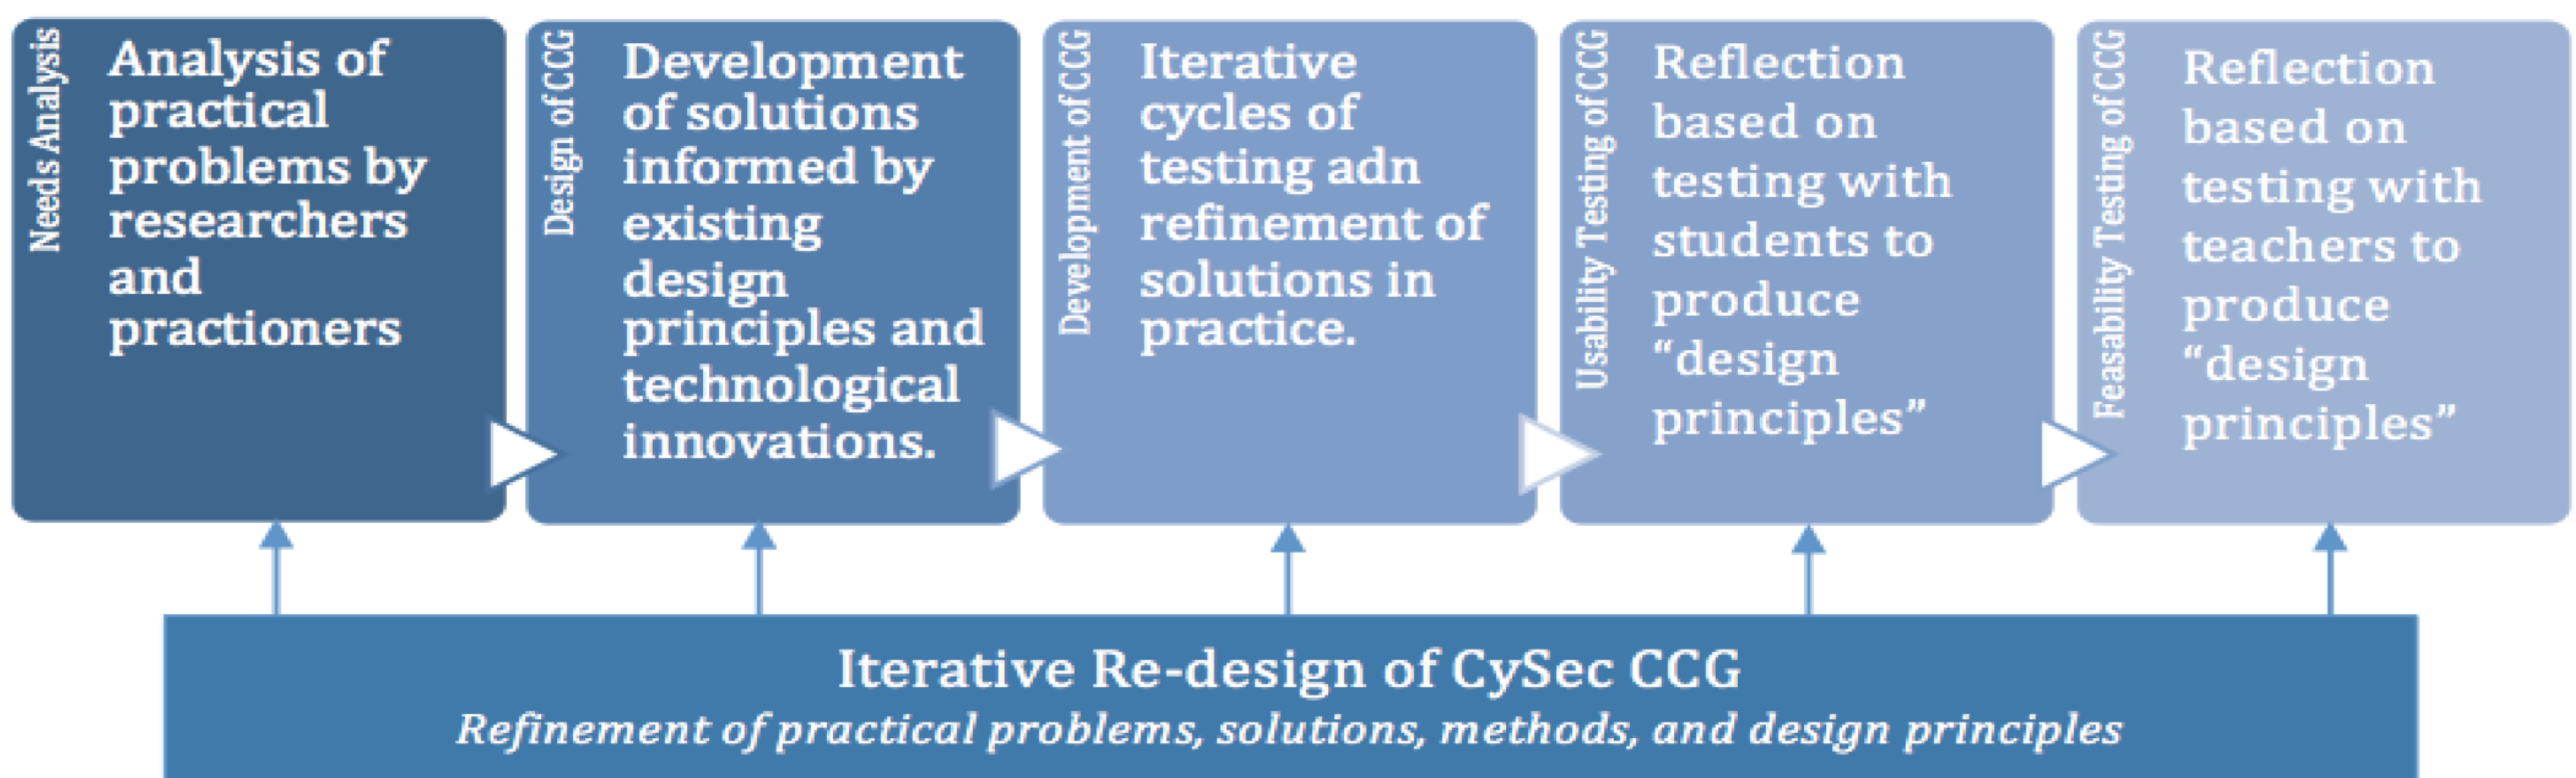 Needs Analysis
Analysis of
practical
problems by
researchers
and
practioners
Design of CCG
Development
of solutions
informed by
existing
design
principles and
technological
innovations.
Development of CCG
Iterative
cycles of
testing adn
refinement of
solutions in
practice.
Usability Testing of CCG
Reflection
based on
testing with
students to
produce
“design
principles”
Feasability Testing of CCG
Reflection
based on
testing with
teachers to
produce
“design
principles”
Iterative Re-design of CySec CCG
Refinement of practical problems, solutions, methods, and design principles